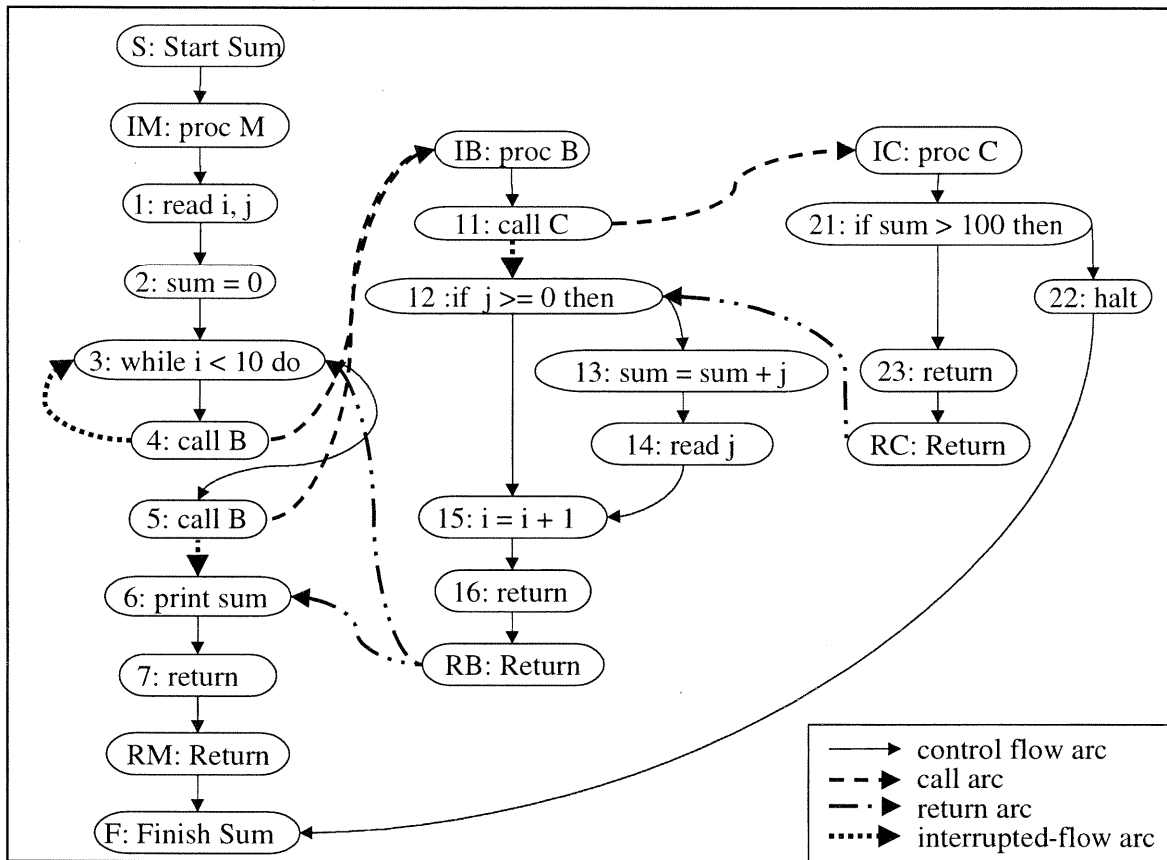 S: Start Sum
IM: proc M
1: read i, j
2: sum = 0
3: while i < 10 do
4: call B
5: call B
6: print sum
7: return
RM: Return
F: Finish Sum
IB: proc B
11: call C
12 :if j >= 0 then
13: sum = sum + j
14: read j
15: i = i + 1
16: return
RB: Return
IC: proc C
21: if sum > 100 then
22: halt
23: return
RC: Return
control flow arc
call arc
return arc
interrupted-flow arc